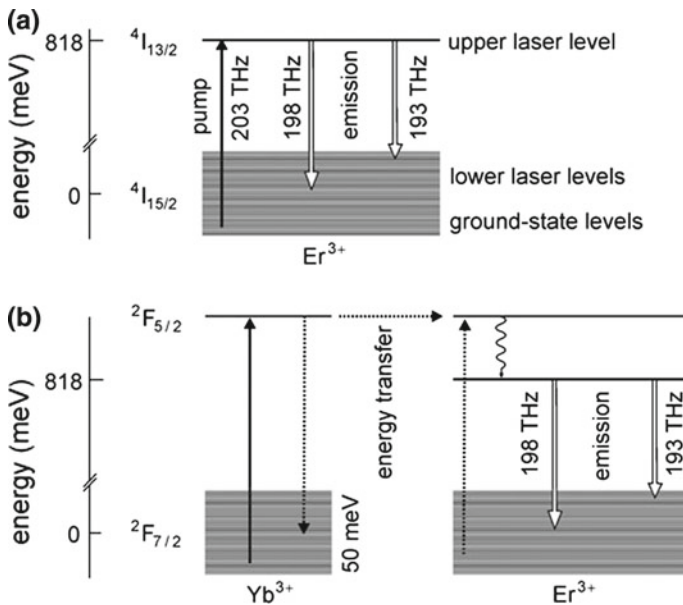 (a)
energy (meV)
818
0
⁴I₁₃/₂
⁴I₁₅/₂
pump
203 THz
198 THz
emission
193 THz
upper laser level
lower laser levels
ground-state levels
Er³⁺
(b)
energy (meV)
818
0
²F₅/₂
²F₇/₂
50 meV
Yb³⁺
energy transfer
198 THz
emission
193 THz
Er³⁺